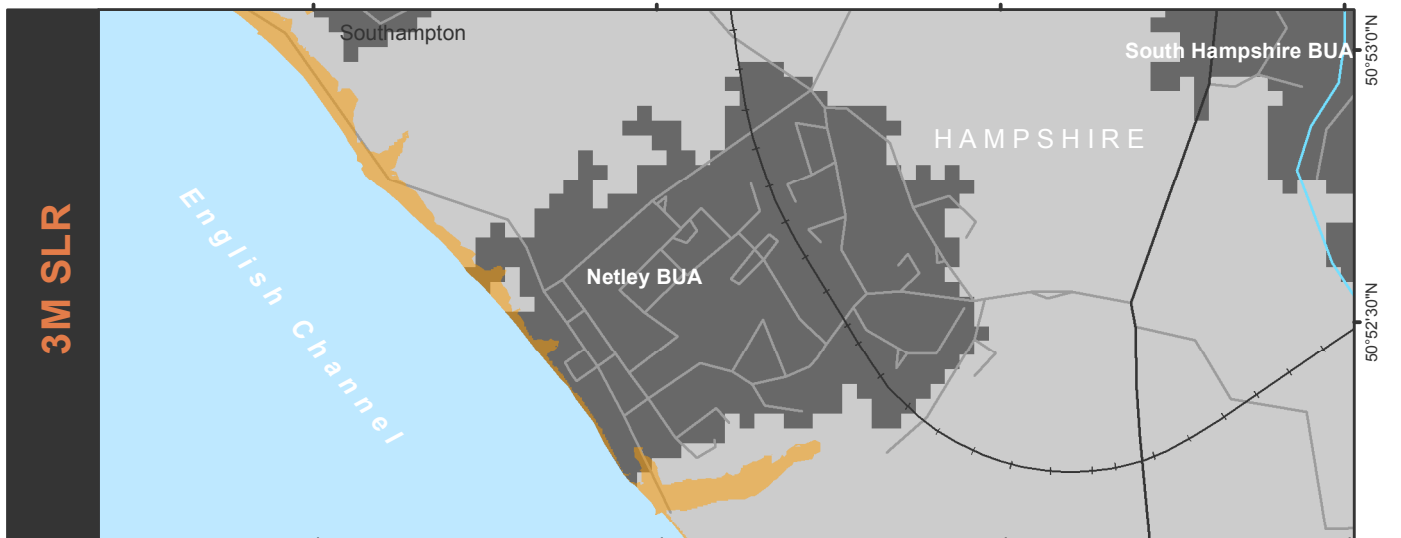 3M SLR
Southampton
South Hampshire BUA
50°53'0"N
HAMPSHIRE
English Channel
Netley BUA
50°52'30"N